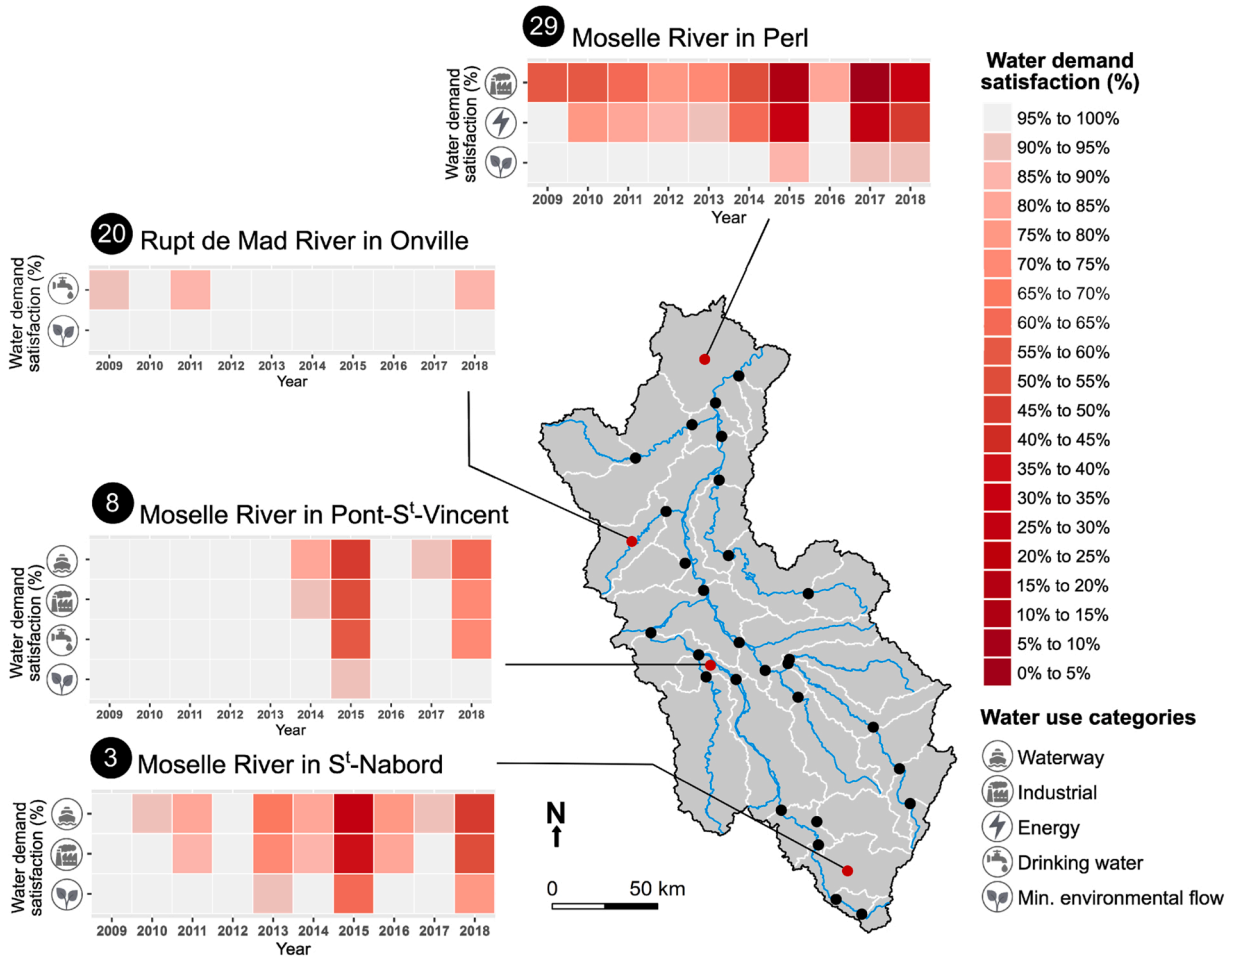 29 Moselle River in Perl
Water demand
satisfaction (%)
2009 2010 2011 2012 2013 2014 2015 2016 2017 2018
Year
20 Rupt de Mad River in Onville
Water demand
satisfaction (%)
2009 2010 2011 2012 2013 2014 2015 2016 2017 2018
Year
8 Moselle River in Pont-St-Vincent
Water demand
satisfaction (%)
2009 2010 2011 2012 2013 2014 2015 2016 2017 2018
Year
3 Moselle River in St-Nabord
Water demand
satisfaction (%)
2009 2010 2011 2012 2013 2014 2015 2016 2017 2018
Year
N
0 50 km
Water demand
satisfaction (%)
95% to 100%
90% to 95%
85% to 90%
80% to 85%
75% to 80%
70% to 75%
65% to 70%
60% to 65%
55% to 60%
50% to 55%
45% to 50%
40% to 45%
35% to 40%
30% to 35%
25% to 30%
20% to 25%
15% to 20%
10% to 15%
5% to 10%
0% to 5%
Water use categories
Waterway
Industrial
Energy
Drinking water
Min. environmental flow